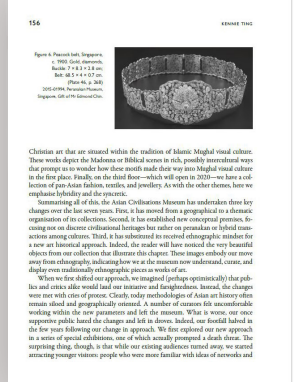 156
KENNIE TING
Figure 6. Peacock belt, Singapore,
c. 1900. Gold, diamonds,
Buckle: 7 × 8.3 × 2.8 cm;
Belt: 68.5 × 4 × 0.7 cm.
(Plate 46, p. 368)
2015-01994, Peranakan Museum,
Singapore, Gift of Mr Edmond Chin.
Christian art that are situated within the tradition of Islamic Mughal visual culture.
These works depict the Madonna or Biblical scenes in rich, possibly intercultural ways
that prompt us to wonder how these motifs made their way into Mughal visual culture
in the first place. Finally, on the third floor—which will open in 2020—we have a col-
lection of pan-Asian fashion, textiles, and jewellery. As with the other themes, here we
emphasise hybridity and the syncretic.
Summarising all of this, the Asian Civilisations Museum has undertaken three key
changes over the last seven years. First, it has moved from a geographical to a thematic
organisation of its collections. Second, it has established new conceptual premises, fo-
cusing not on discrete civilisational heritages but rather on peranakan or hybrid trans-
actions among cultures. Third, it has substituted its received ethnographic mindset for
a new art historical approach. Indeed, the reader will have noticed the very beautiful
objects from our collection that illustrate this chapter. These images embody our move
away from ethnography, indicating how we at the museum now understand, curate, and
display even traditionally ethnographic pieces as works of art.
When we first shifted our approach, we imagined (perhaps optimistically) that pub-
lics and critics alike would laud our initiative and farsightedness. Instead, the changes
were met with cries of protest. Clearly, today methodologies of Asian art history often
remain siloed and geographically oriented. A number of curators felt uncomfortable
working within the new parameters and left the museum. What is worse, our once
supportive public hated the changes and left in droves. Indeed, our footfall halved in
the few years following our change in approach. We first explored our new approach
in a series of special exhibitions, one of which actually prompted a death threat. The
surprising thing, though, is that while our existing audiences turned away, we started
attracting younger visitors: people who were more familiar with ideas of networks and